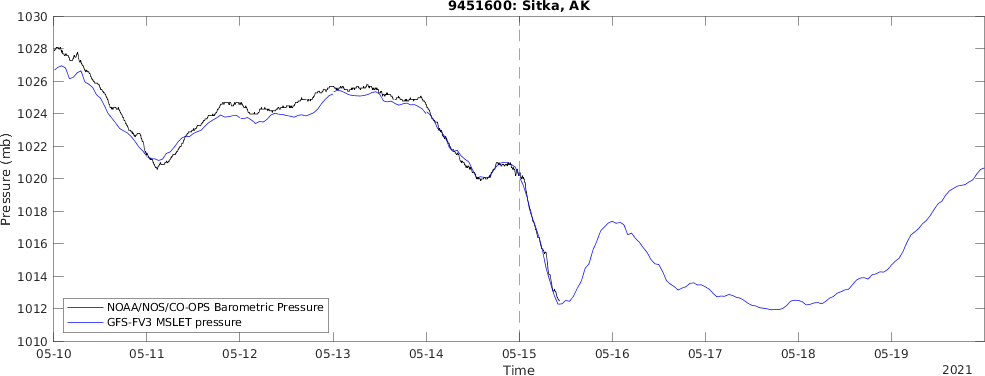 9451600: Sitka, AK
1030
1028
1026
1024
1022
1020
1018
1016
1014
1012
1010
Pressure (mb)
NOAA/NOS/CO-OPS Barometric Pressure
GFS-FV3 MSLET pressure
05-10 05-11 05-12 05-13 05-14 05-15 05-16 05-17 05-18 05-19
Time
2021